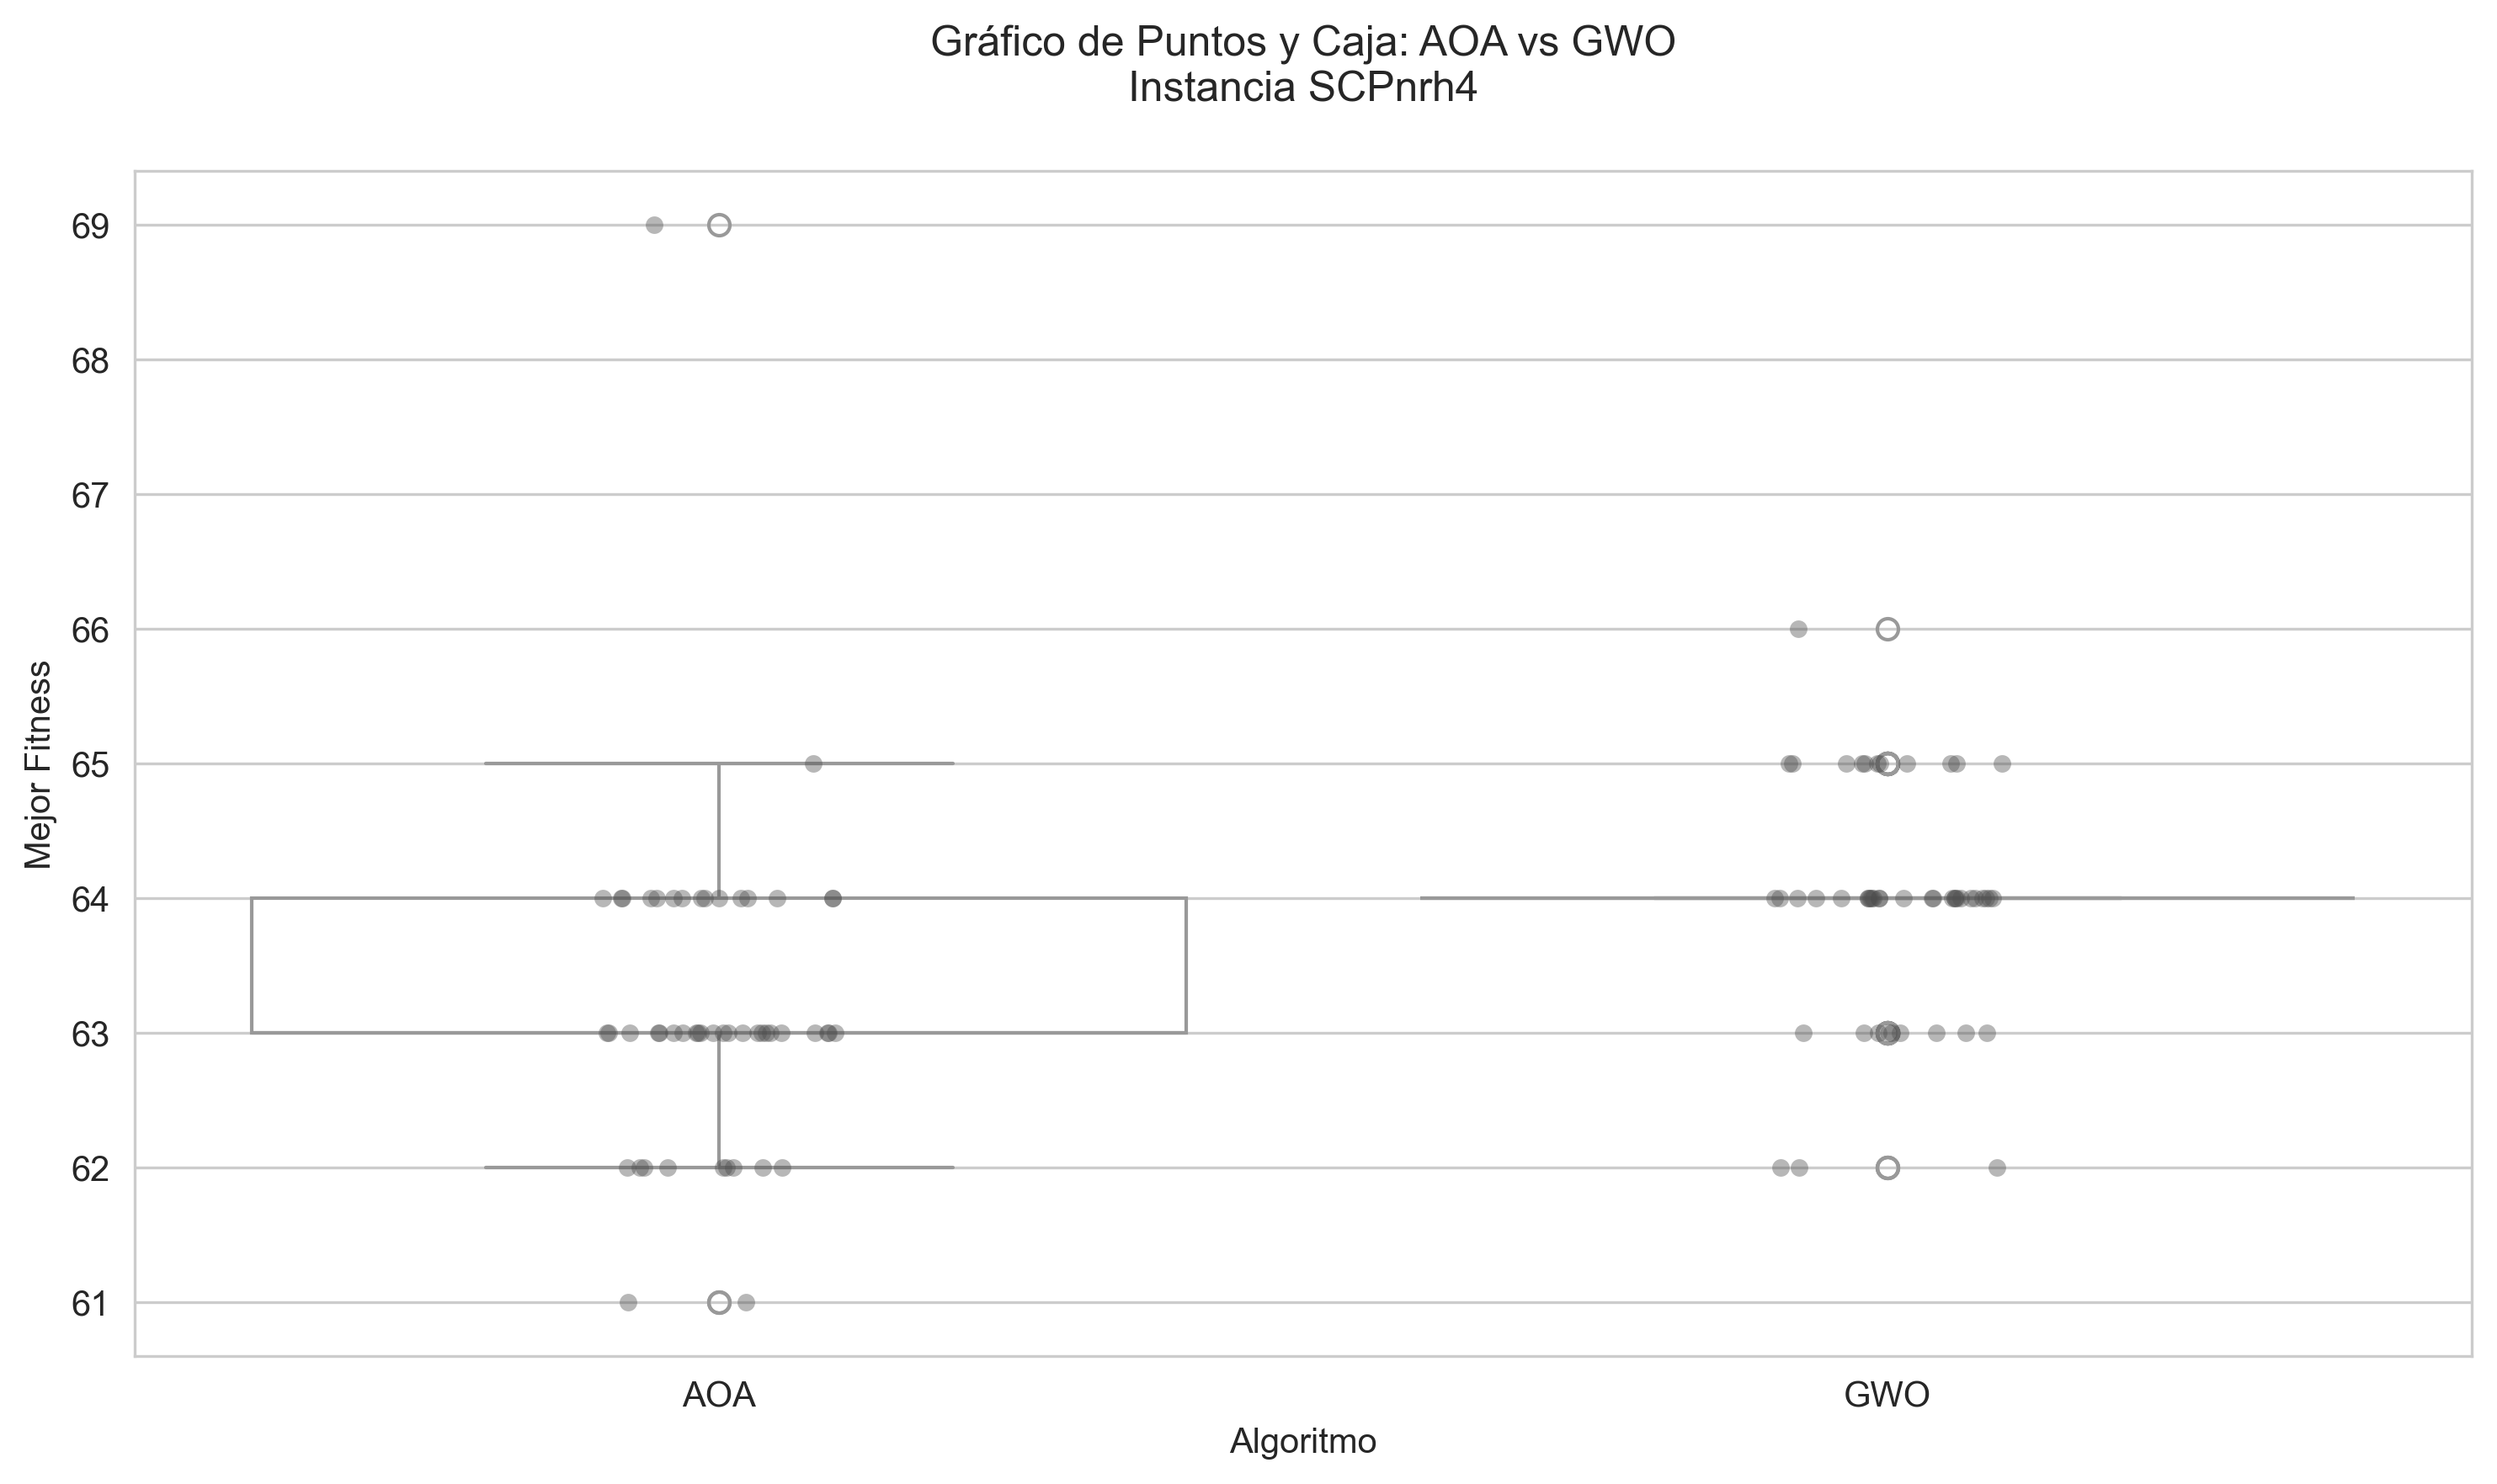 Gráfico de Puntos y Caja: AOA vs GWO
Instancia SCPnrh4
69
68
67
66
65
64
63
62
61
Mejor Fitness
AOA
GWO
Algoritmo